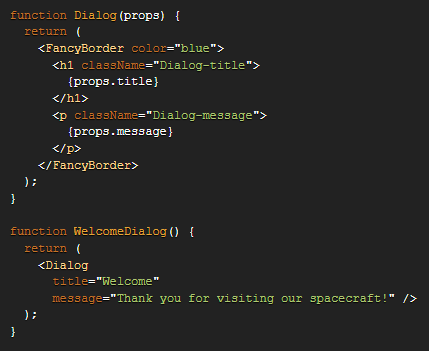 function Dialog(props) {
  return (
    <FancyBorder color="blue">
      <h1 className="Dialog-title">
        {props.title}
      </h1>
      <p className="Dialog-message">
        {props.message}
      </p>
    </FancyBorder>
  );
}

function WelcomeDialog() {
  return (
    <Dialog
      title="Welcome"
      message="Thank you for visiting our spacecraft!" />
  );
}